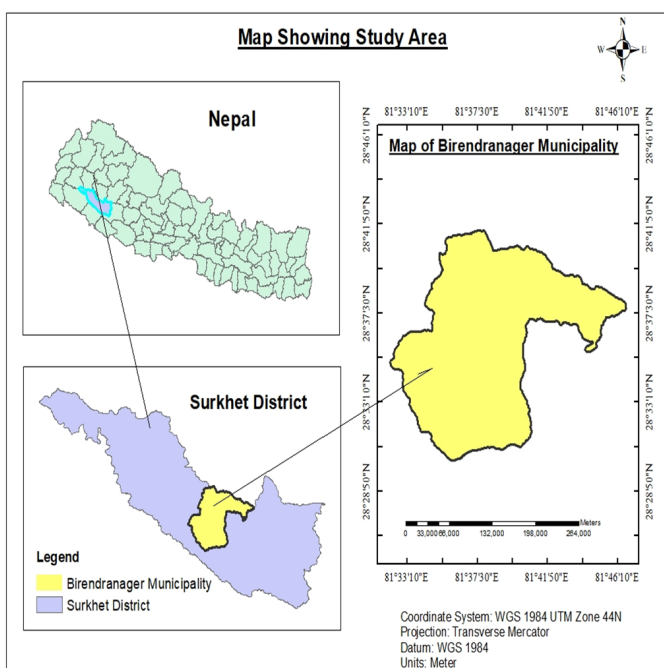 Map Showing Study Area
N
W E
S
Nepal
81°33'10"E 81°37'30"E 81°41'50"E 81°46'10"E
Map of Birendranager Municipality
28°46'10"N
28°41'50"N
28°37'30"N
28°33'10"N
28°28'50"N
28°46'10"N
28°41'50"N
28°37'30"N
28°33'10"N
28°28'50"N
Meters
0 33,000 66,000 132,000 198,000 264,000
81°33'10"E 81°37'30"E 81°41'50"E 81°46'10"E
Surkhet District
Legend
Birendranager Municipality
Surkhet District
Coordinate System: WGS 1984 UTM Zone 44N
Projection: Transverse Mercator
Datum: WGS 1984
Units: Meter